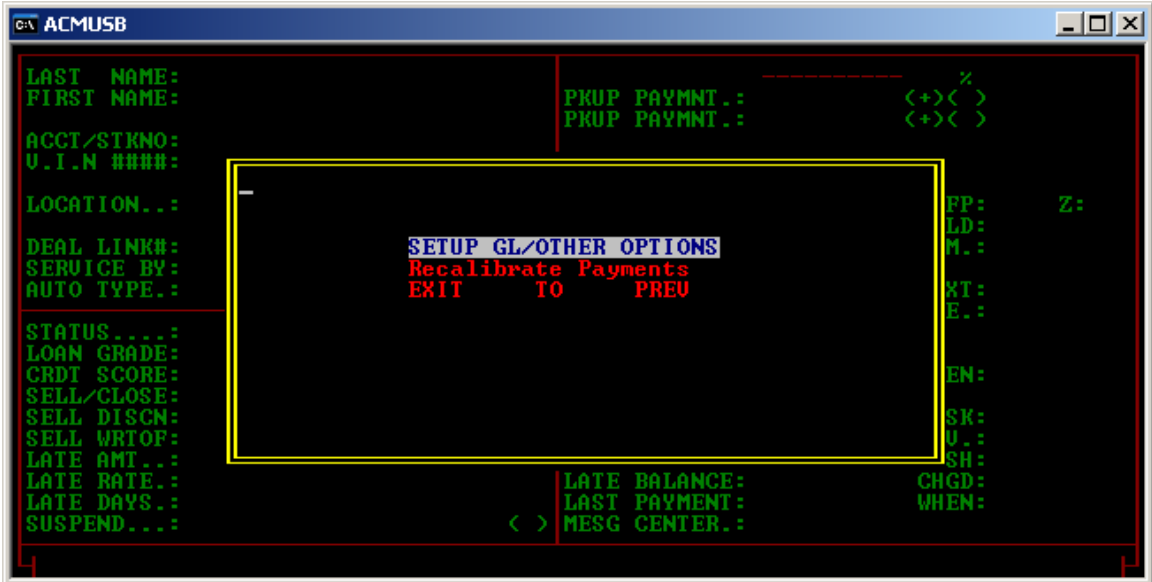 ACMUSB
LAST NAME: ---------- %
FIRST NAME: PKUP PAYMNT.: (+)( )
PKUP PAYMNT.: (+)( )
ACCT/STKNO:
V.I.N ####:
LOCATION..: FP: Z:
LD:
DEAL LINK#: SETUP GL/OTHER OPTIONS M.:
SERVICE BY: Recalibrate Payments
AUTO TYPE.: EXIT TO PREV XT:
E.:
STATUS....:
LOAN GRADE:
CRDT SCORE: EN:
SELL/CLOSE:
SELL DISCN: SK:
SELL WRTOF: V.:
LATE AMT..: SH:
LATE RATE.: LATE BALANCE: CHGD:
LATE DAYS.: LAST PAYMENT: WHEN:
SUSPEND...: ( ) MESG CENTER.: